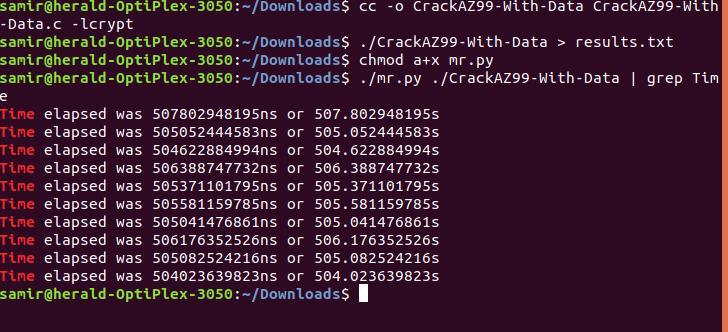 samir@herald-OptiPlex-3050:~/Downloads$ cc -o CrackAZ99-With-Data CrackAZ99-With
-Data.c -lcrypt
samir@herald-OptiPlex-3050:~/Downloads$ ./CrackAZ99-With-Data > results.txt
samir@herald-OptiPlex-3050:~/Downloads$ chmod a+x mr.py
samir@herald-OptiPlex-3050:~/Downloads$ ./mr.py ./CrackAZ99-With-Data | grep Tim
e
Time elapsed was 507802948195ns or 507.802948195s
Time elapsed was 505052444583ns or 505.052444583s
Time elapsed was 504622884994ns or 504.622884994s
Time elapsed was 506388747732ns or 506.388747732s
Time elapsed was 505371101795ns or 505.371101795s
Time elapsed was 505581159785ns or 505.581159785s
Time elapsed was 505041476861ns or 505.041476861s
Time elapsed was 506176352526ns or 506.176352526s
Time elapsed was 505082524216ns or 505.082524216s
Time elapsed was 504023639823ns or 504.023639823s
samir@herald-OptiPlex-3050:~/Downloads$